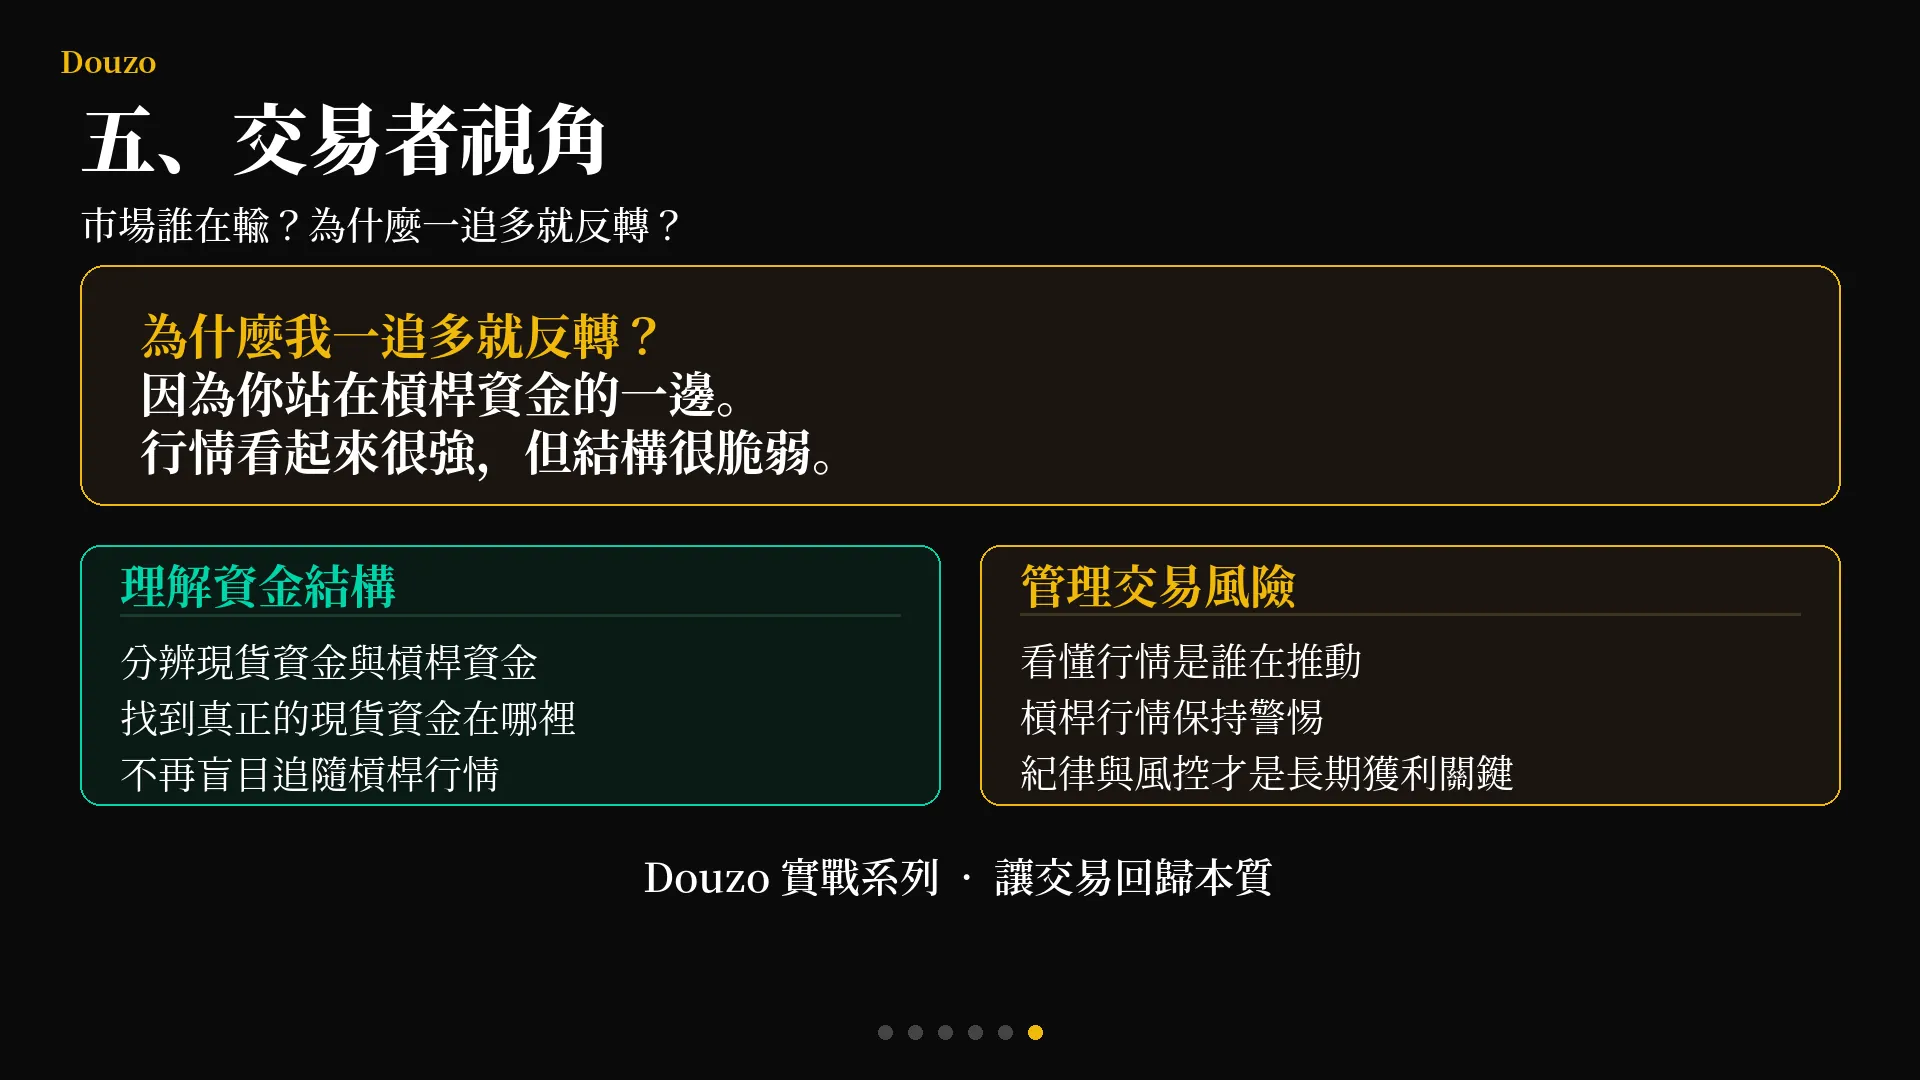 Douzo
五、交易者視角
市場誰在輸？為什麼一追多就反轉？
為什麼我一追多就反轉？
因為你站在槓桿資金的一邊。
行情看起來很強，但結構很脆弱。
理解資金結構
分辨現貨資金與槓桿資金
找到真正的現貨資金在哪裡
不再盲目追隨槓桿行情
管理交易風險
看懂行情是誰在推動
槓桿行情保持警惕
紀律與風控才是長期獲利關鍵
Douzo 實戰系列 · 讓交易回歸本質